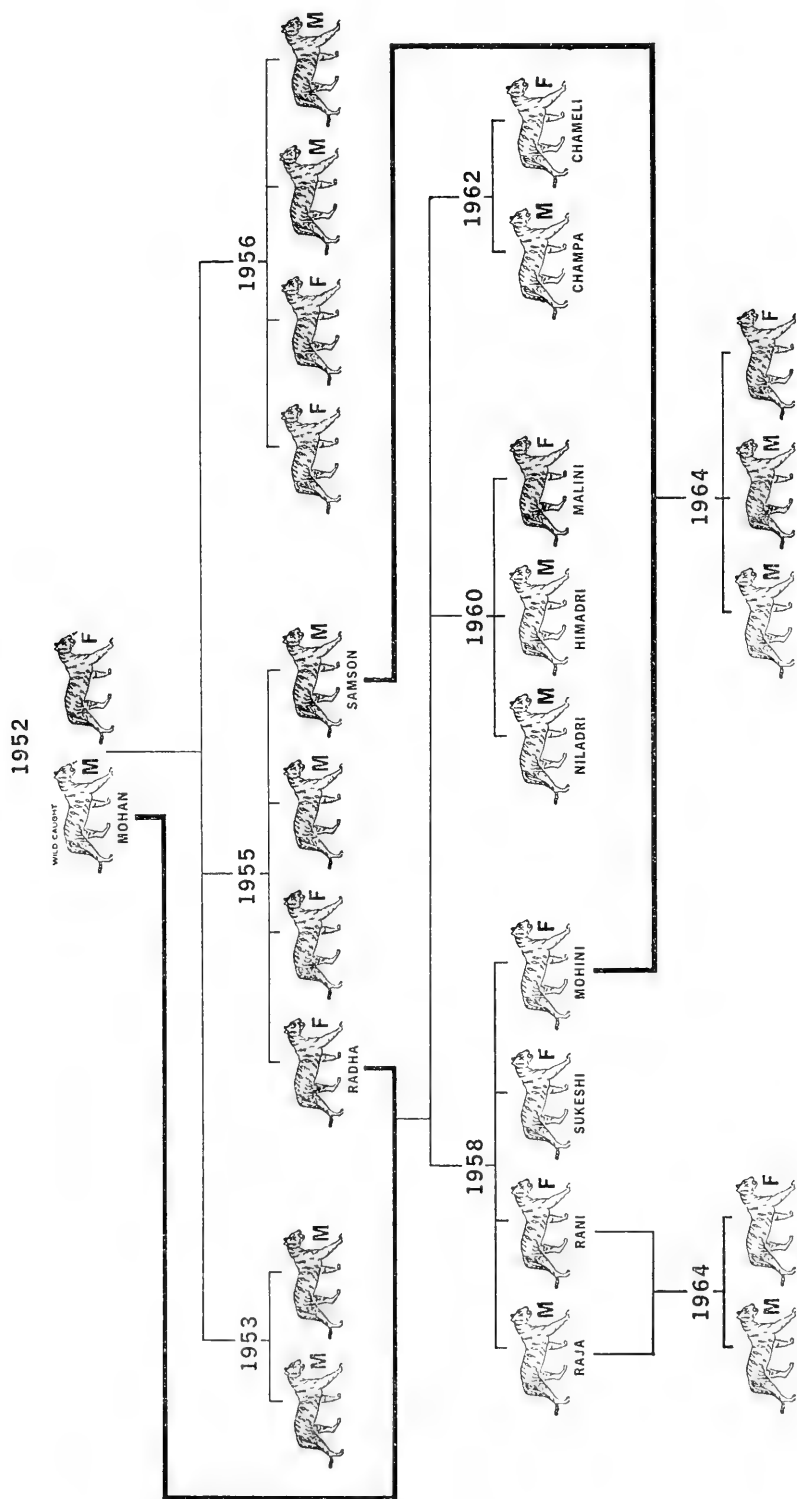 1952
WILD CAUGHT
M F
MOHAN
1953 1955 1956
M M F F M M F F M M
RADHA SAMSON
1958 1960 1962
M F F F M M F M F
RAJA RANI SUKESHI MOHINI NILADRI HIMADRI MALINI CHAMPA CHAMELI
1964 1964
M F M M F